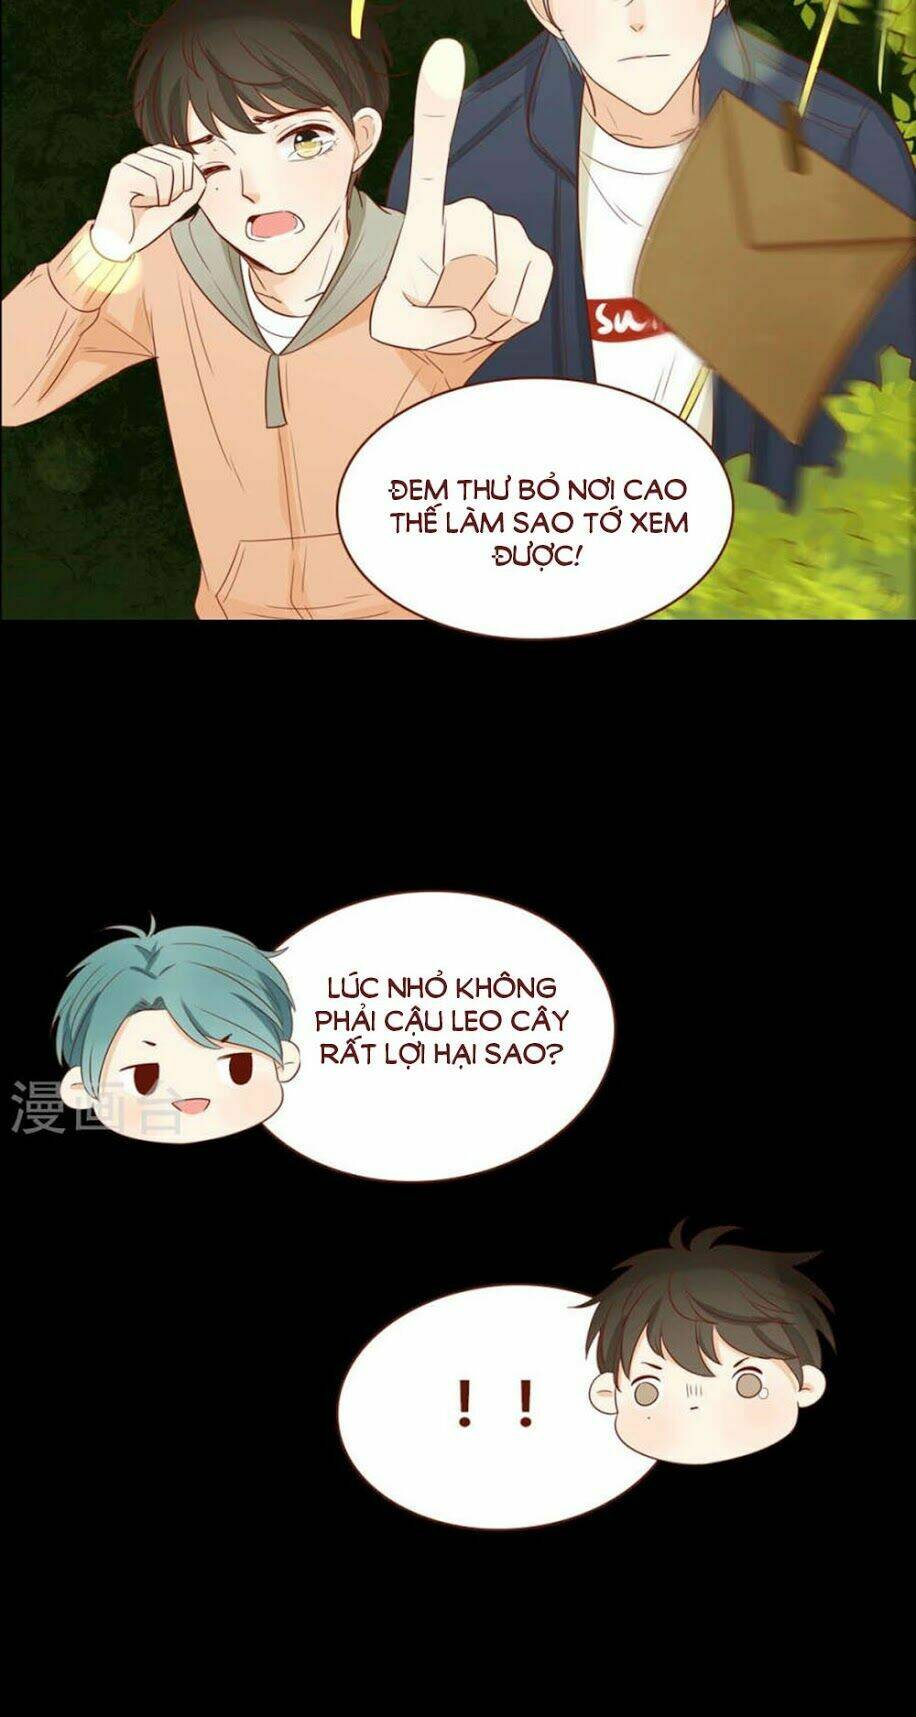 Su
ĐEM THƯ BỎ NƠI CAO
THẾ LÀM SAO TỚ XEM
ĐƯỢC!
LÚC NHỎ KHÔNG
PHẢI CẬU LEO CÂY
RẤT LỢI HẠI SAO?
漫画台
! !